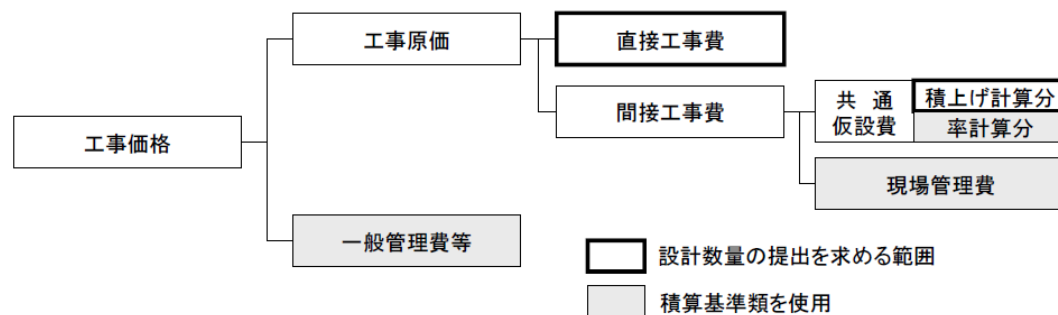 工事原価
直接工事費
間接工事費
共通
仮設費
積上げ計算分
率計算分
工事価格
現場管理費
一般管理費等
設計数量の提出を求める範囲
積算基準類を使用